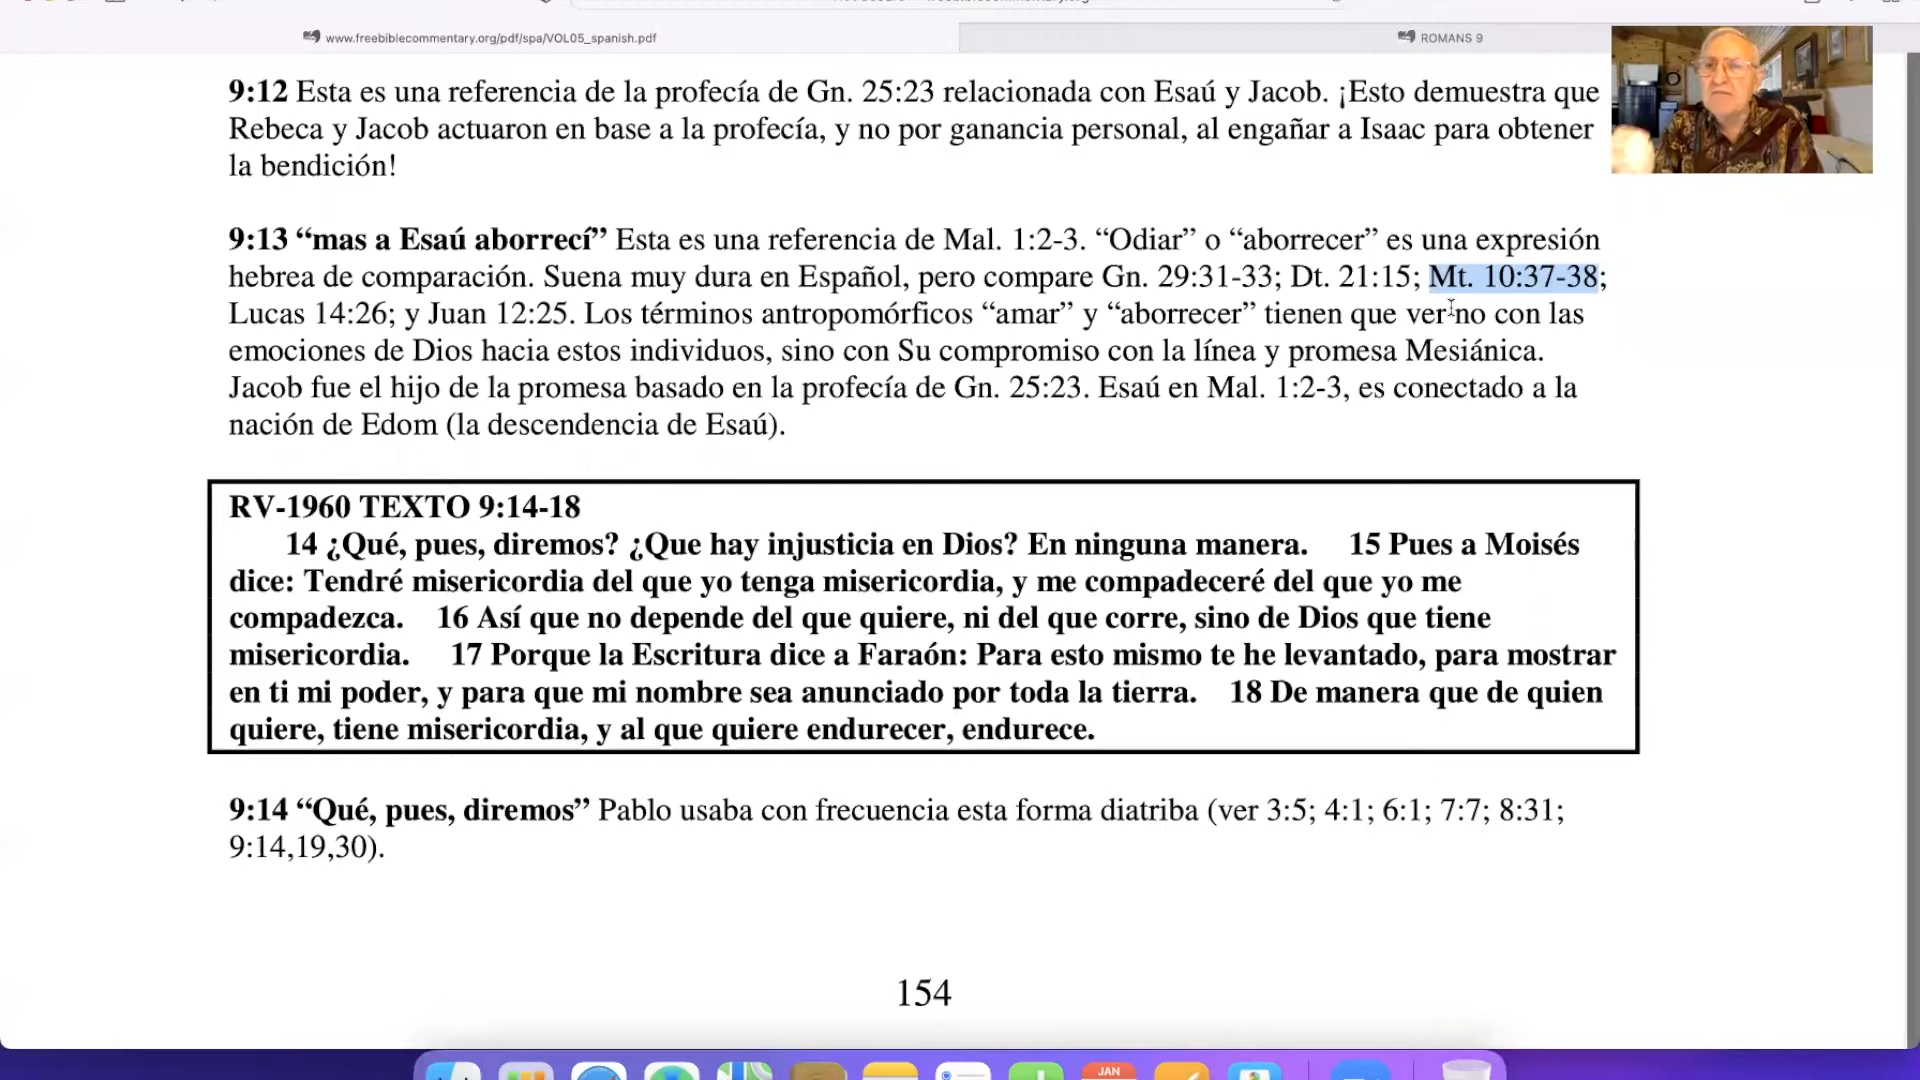 www.freebiblecommentary.org/pdf/spa/VOL05_spanish.pdf
ROMANS 9
9:12 Esta es una referencia de la profecía de Gn. 25:23 relacionada con Esaú y Jacob. ¡Esto demuestra que
Rebeca y Jacob actuaron en base a la profecía, y no por ganancia personal, al engañar a Isaac para obtener
la bendición!
9:13 “mas a Esaú aborrecí” Esta es una referencia de Mal. 1:2-3. “Odiar” o “aborrecer” es una expresión
hebrea de comparación. Suena muy dura en Español, pero compare Gn. 29:31-33; Dt. 21:15; Mt. 10:37-38;
Lucas 14:26; y Juan 12:25. Los términos antropomórficos “amar” y “aborrecer” tienen que ver no con las
emociones de Dios hacia estos individuos, sino con Su compromiso con la línea y promesa Mesiánica.
Jacob fue el hijo de la promesa basado en la profecía de Gn. 25:23. Esaú en Mal. 1:2-3, es conectado a la
nación de Edom (la descendencia de Esaú).
RV-1960 TEXTO 9:14-18
14 ¿Qué, pues, diremos? ¿Que hay injusticia en Dios? En ninguna manera. 15 Pues a Moisés
dice: Tendré misericordia del que yo tenga misericordia, y me compadeceré del que yo me
compadezca. 16 Así que no depende del que quiere, ni del que corre, sino de Dios que tiene
misericordia. 17 Porque la Escritura dice a Faraón: Para esto mismo te he levantado, para mostrar
en ti mi poder, y para que mi nombre sea anunciado por toda la tierra. 18 De manera que de quien
quiere, tiene misericordia, y al que quiere endurecer, endurece.
9:14 “Qué, pues, diremos” Pablo usaba con frecuencia esta forma diatriba (ver 3:5; 4:1; 6:1; 7:7; 8:31;
9:14,19,30).
154
JAN